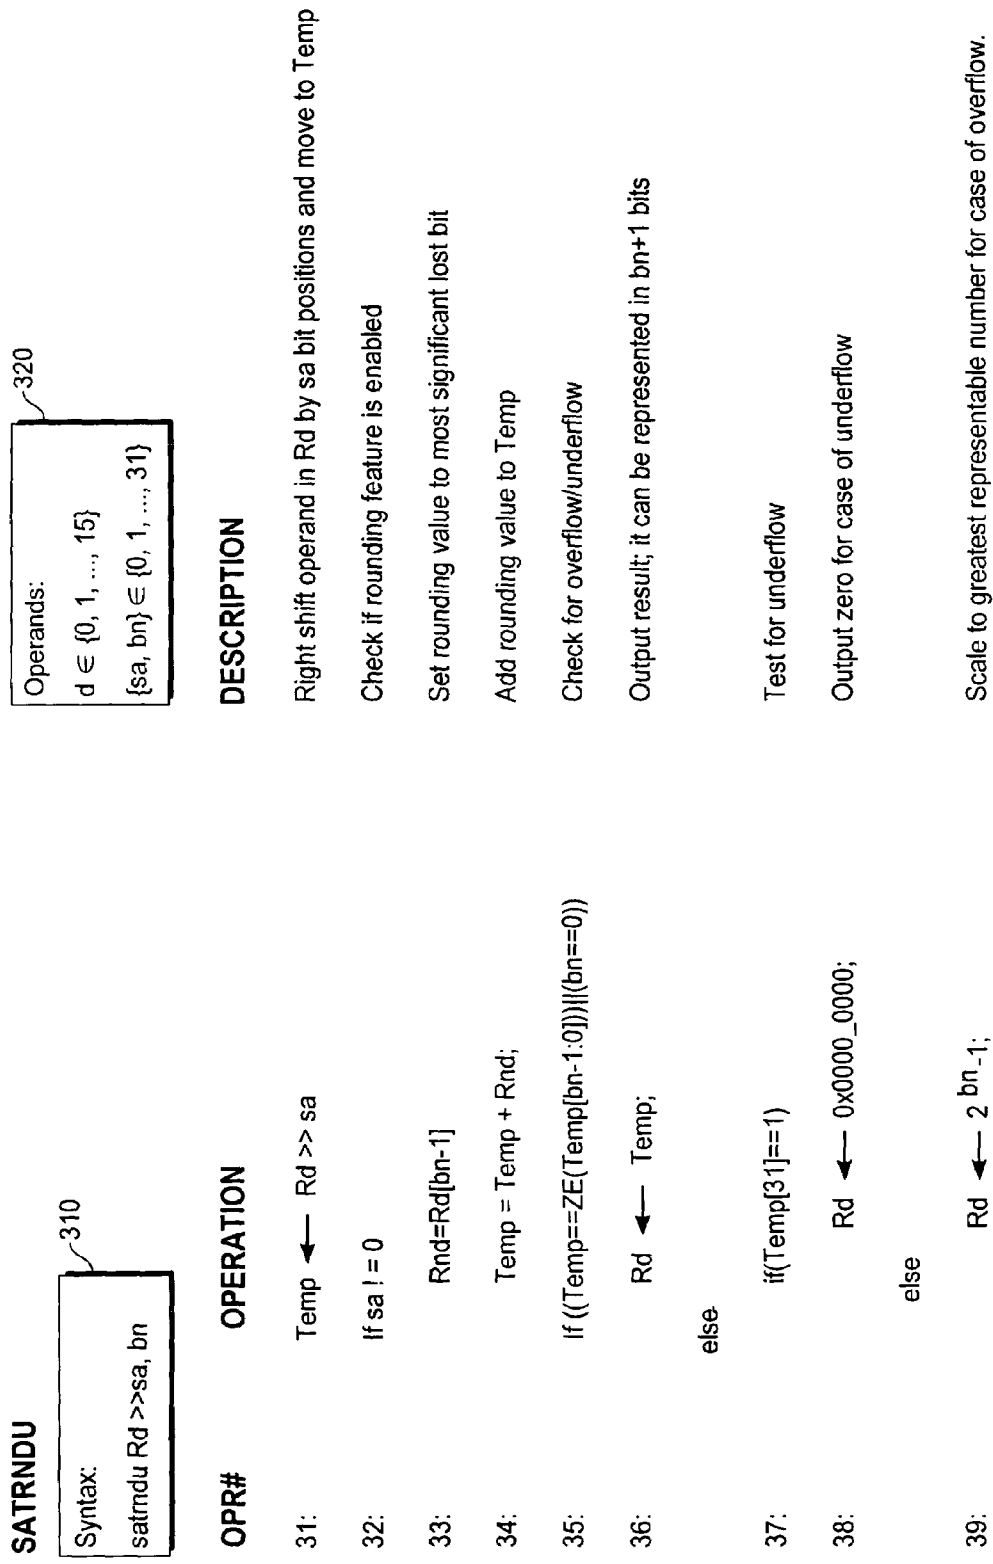 SATRNDU
310
Syntax:
satrndu Rd >>sa, bn
320
Operands:
d ∈ {0, 1, ..., 15}
{sa, bn} ∈ {0, 1, ..., 31}
OPR# OPERATION DESCRIPTION
31: Temp ← Rd >> sa Right shift operand in Rd by sa bit positions and move to Temp
32: If sa ! = 0 Check if rounding feature is enabled
33: Rnd=Rd[bn-1] Set rounding value to most significant lost bit
34: Temp = Temp + Rnd; Add rounding value to Temp
35: If ((Temp==ZE(Temp[bn-1:0]))||(bn==0)) Check for overflow/underflow
36: Rd ← Temp; Output result; it can be represented in bn+1 bits
else
37: if(Temp[31]==1) Test for underflow
38: Rd ← 0x0000_0000; Output zero for case of underflow
else
39: Rd ← 2 bn -1; Scale to greatest representable number for case of overflow.